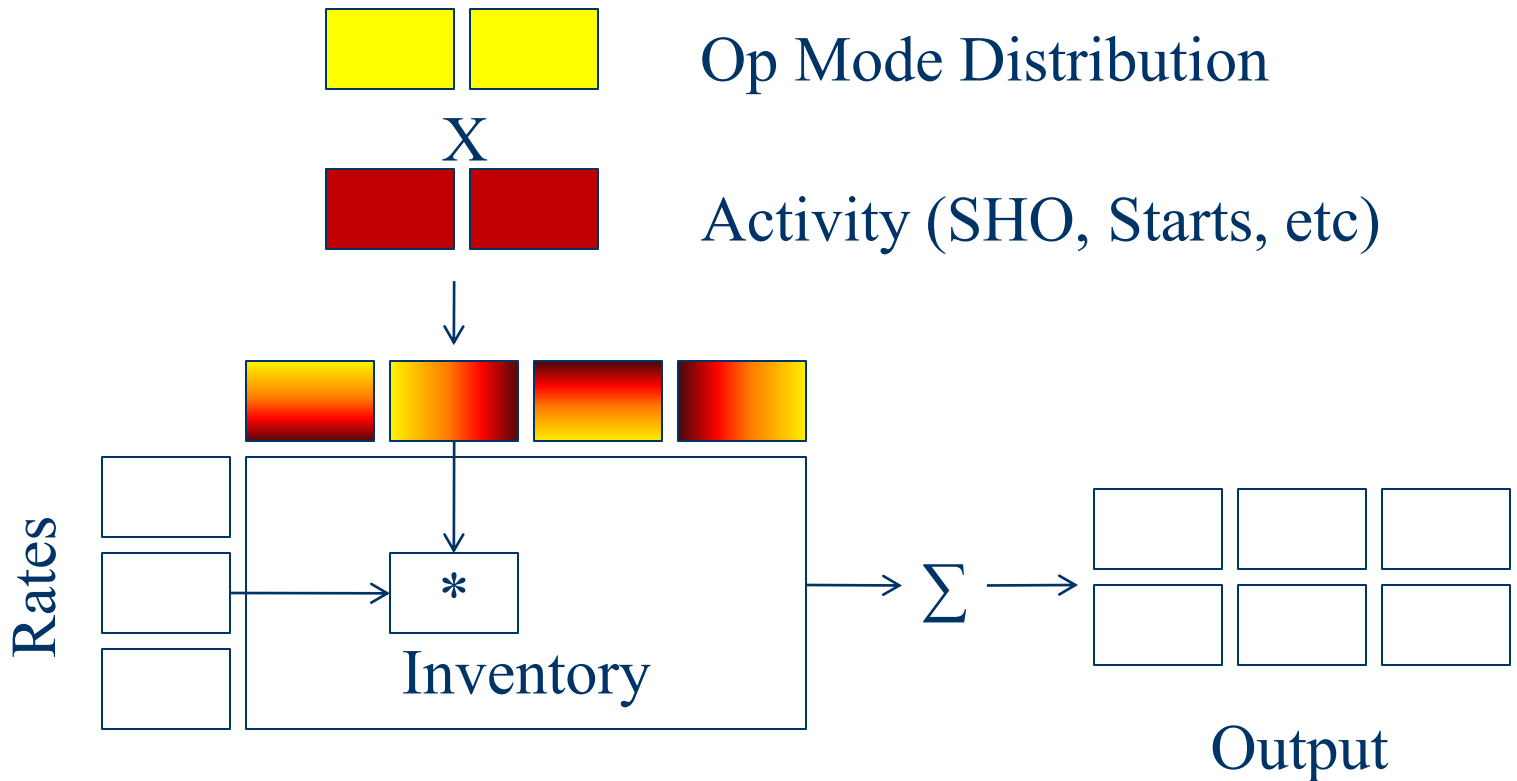 Op Mode Distribution
X
Activity (SHO, Starts, etc)
Rates
*
Inventory
∑
Output